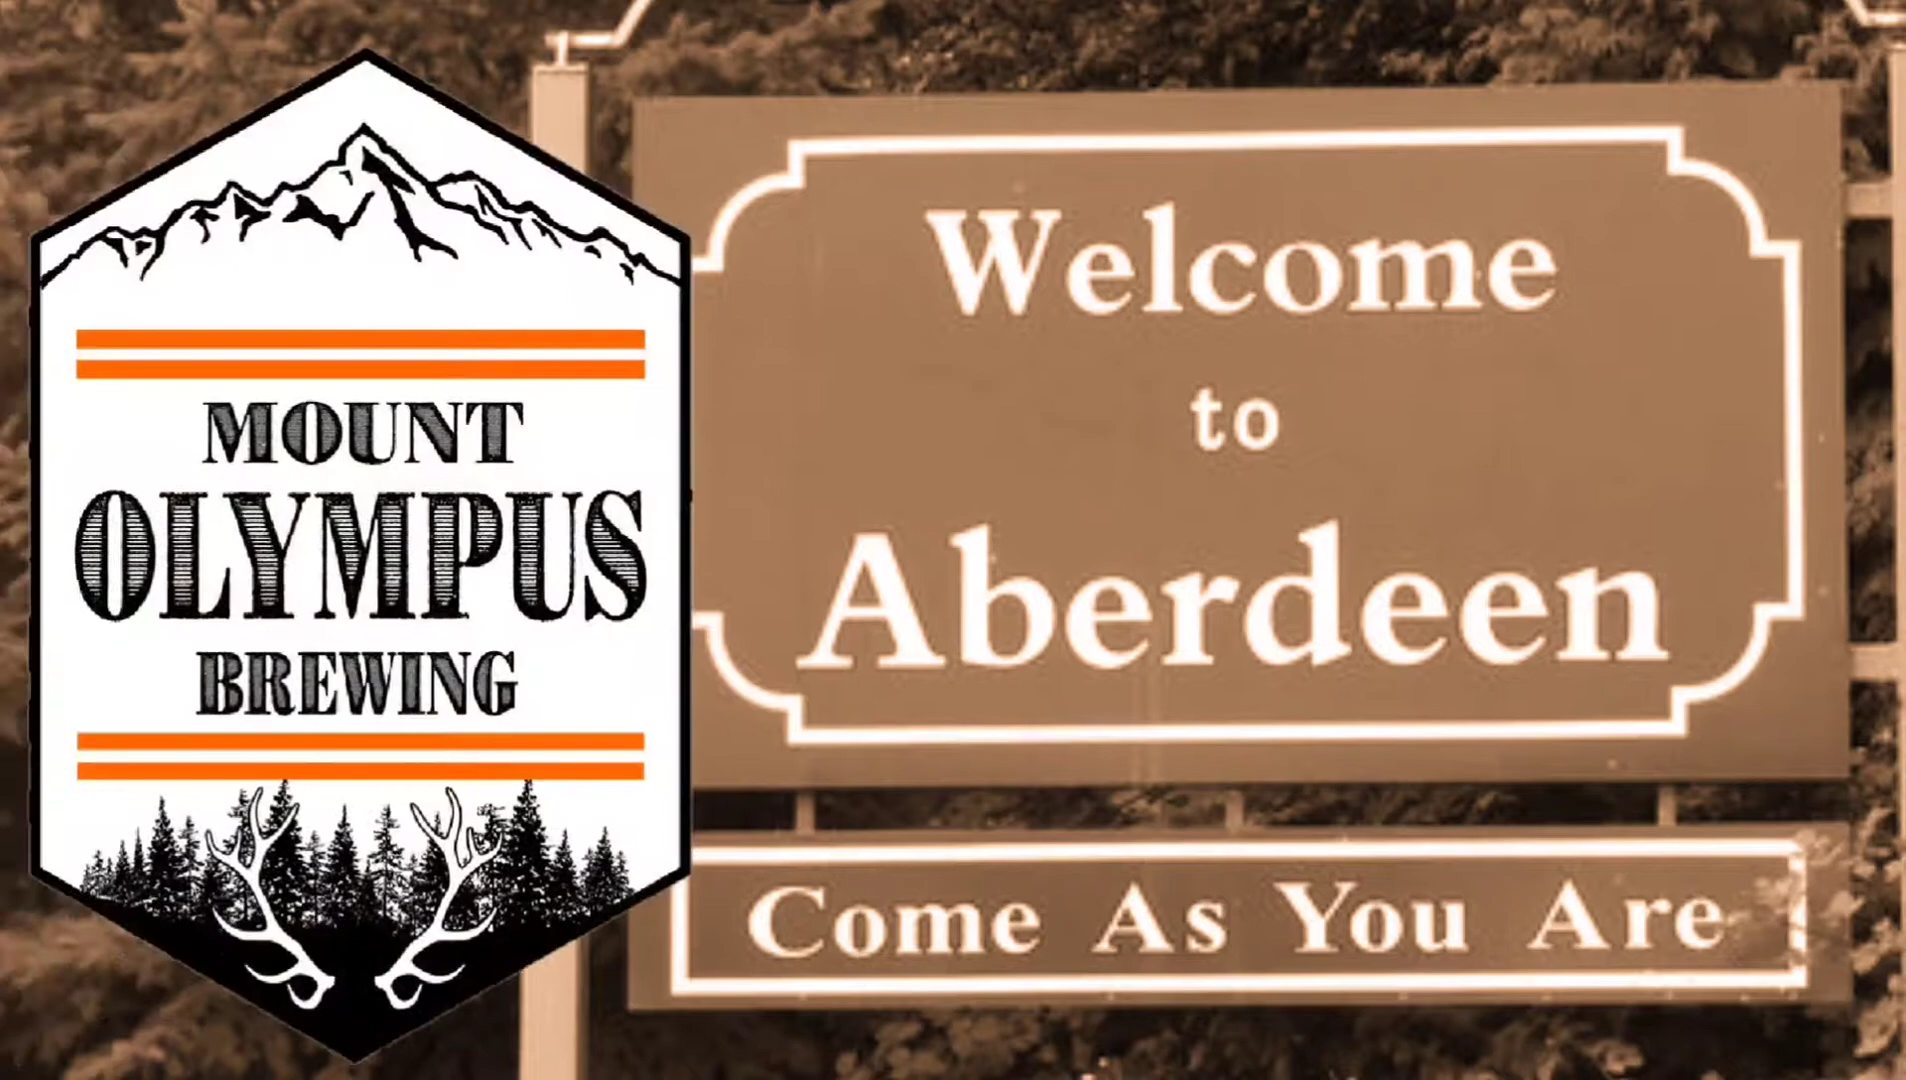 MOUNT
OLYMPUS
BREWING
Welcome
to
Aberdeen
Come As You Are